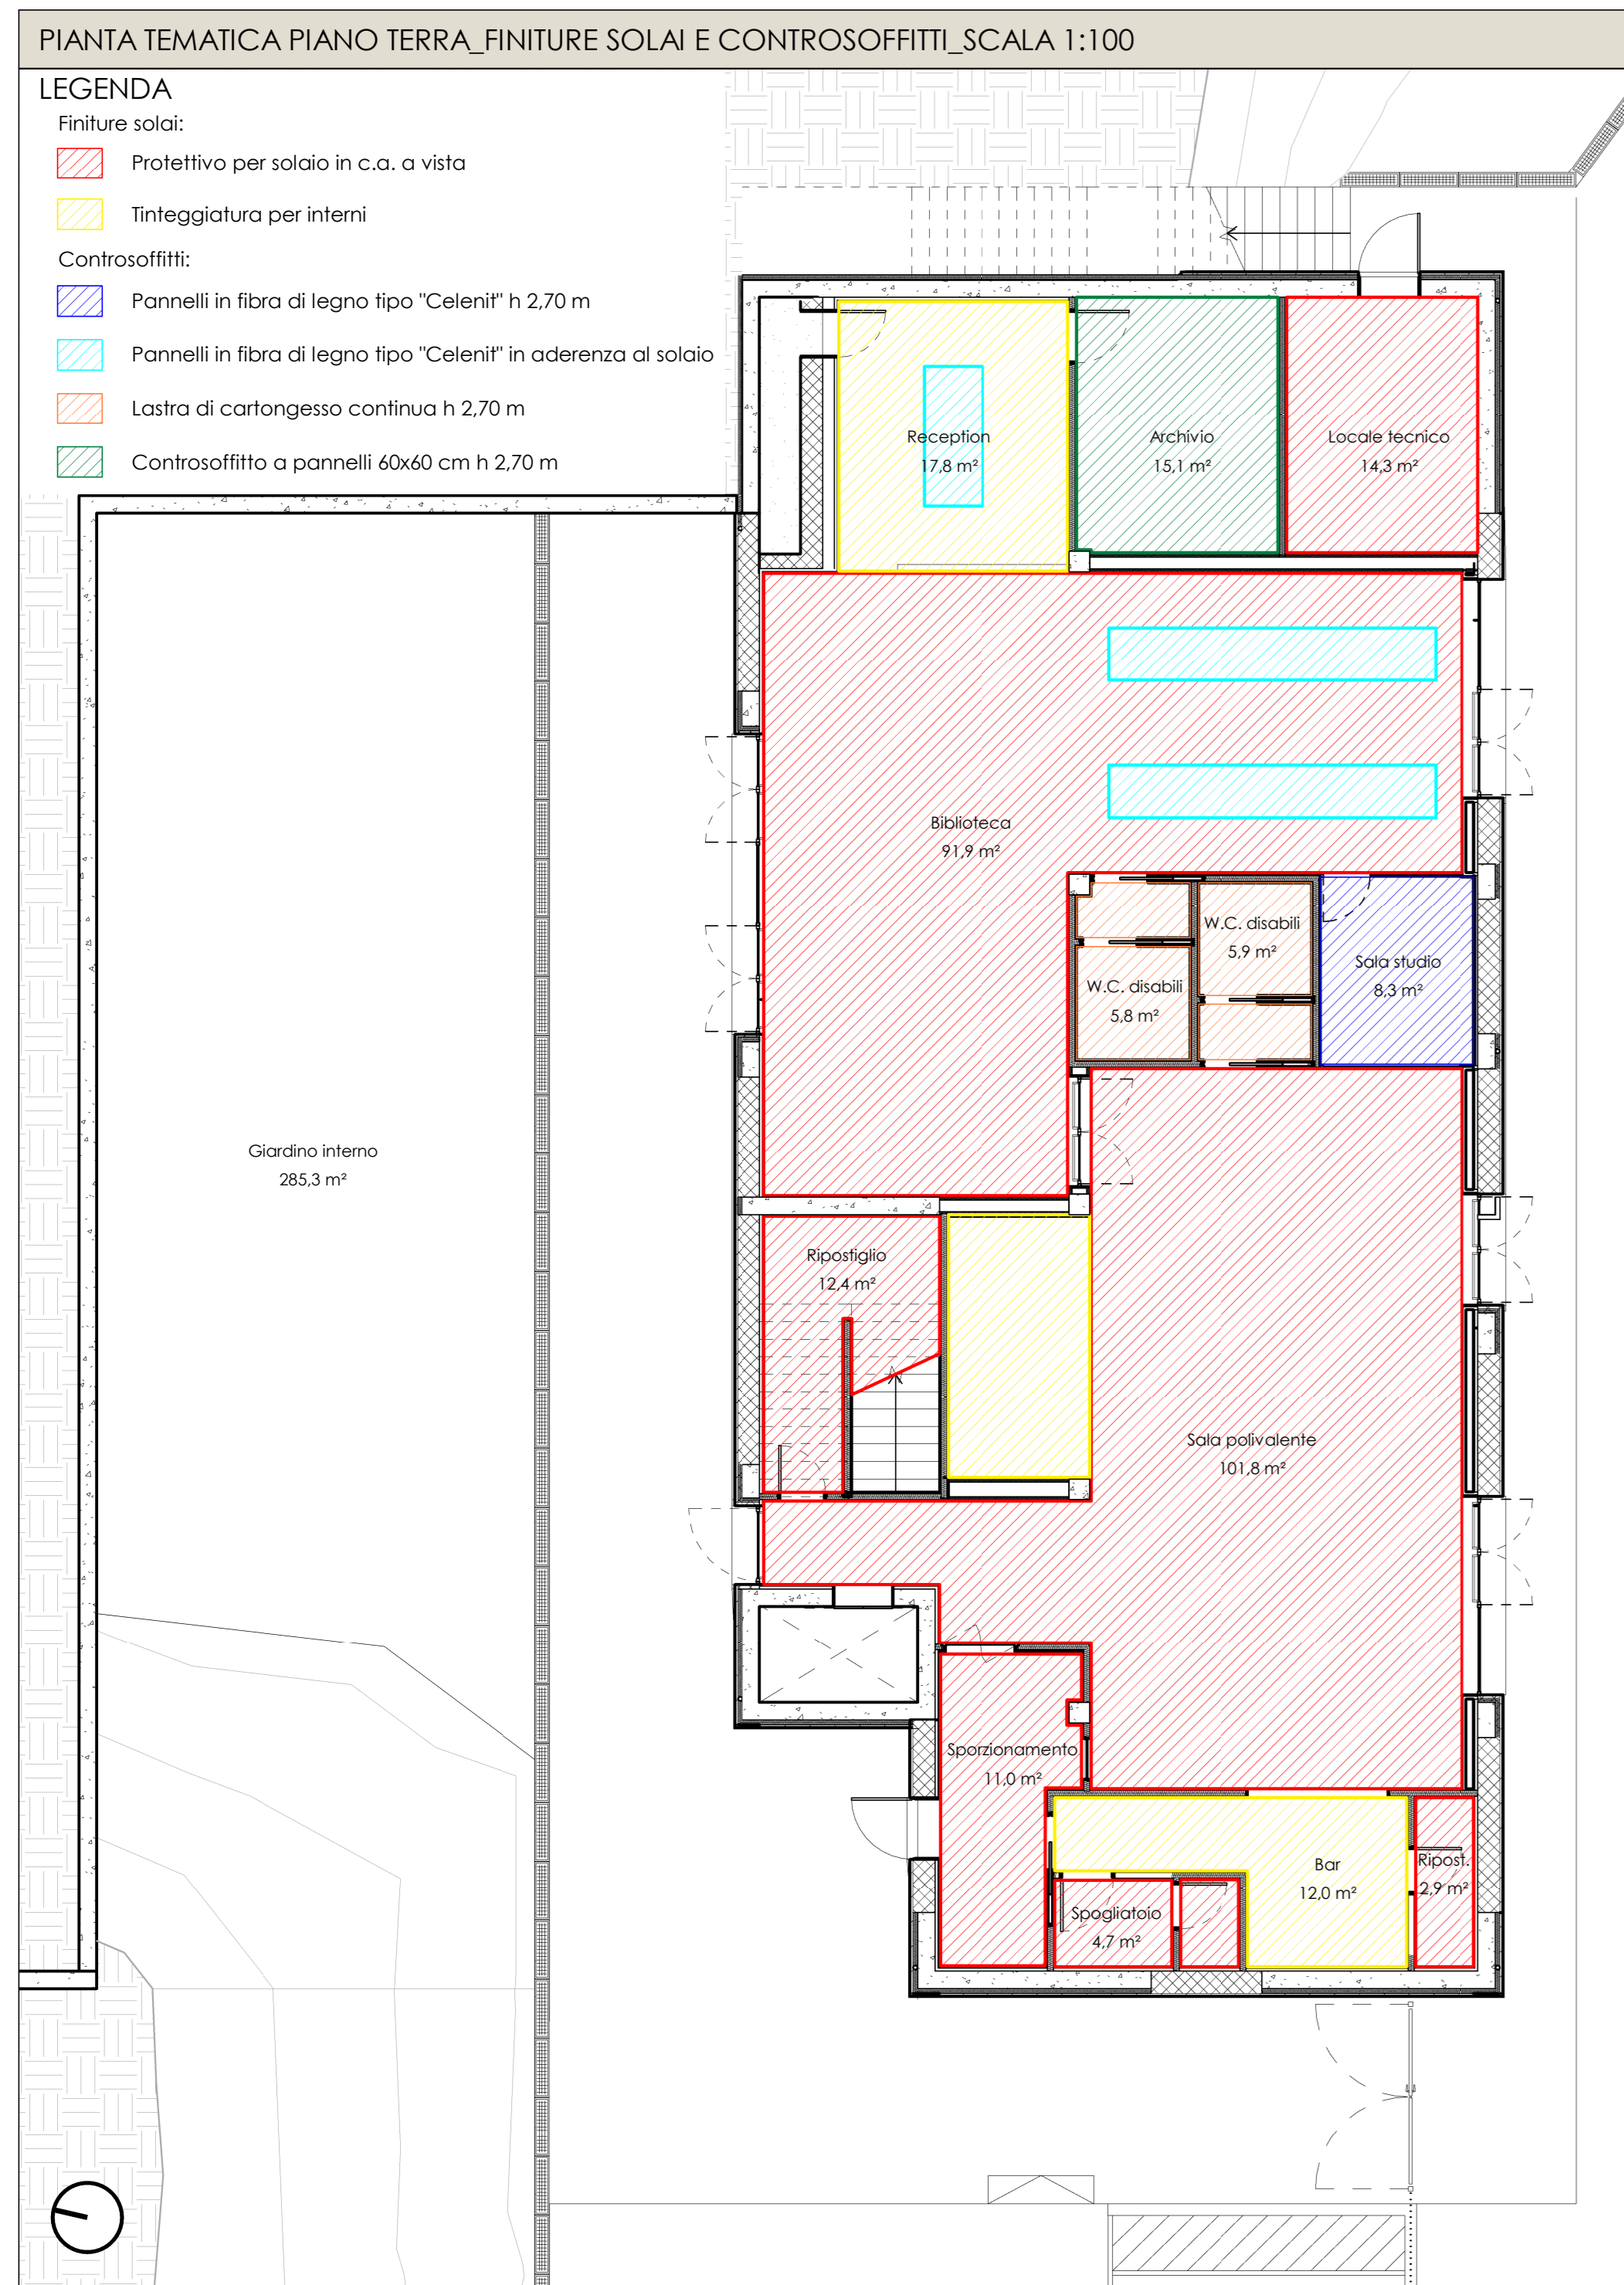 PIANTA TEMATICA PIANO TERRA_FINITURE SOLAI E CONTROSOFFITTI_SCALA 1:100
LEGENDA
Finiture solai:
Protettivo per solaio in c.a. a vista
Tinteggiatura per interni
Controsoffitti:
Pannelli in fibra di legno tipo "Celenit" h 2,70 m
Pannelli in fibra di legno tipo "Celenit" in aderenza al solaio
Lastra di cartongesso continua h 2,70 m
Controsoffitto a pannelli 60x60 cm h 2,70 m
Reception
17,8 m²
Archivio
15,1 m²
Locale tecnico
14,3 m²
Biblioteca
91,9 m²
W.C. disabili
5,9 m²
W.C. disabili
5,8 m²
Sala studio
8,3 m²
Giardino interno
285,3 m²
Ripostiglio
12,4 m²
Sala polivalente
101,8 m²
Sporzionamento
11,0 m²
Bar
12,0 m²
Ripost.
2,9 m²
Spogliatoio
4,7 m²